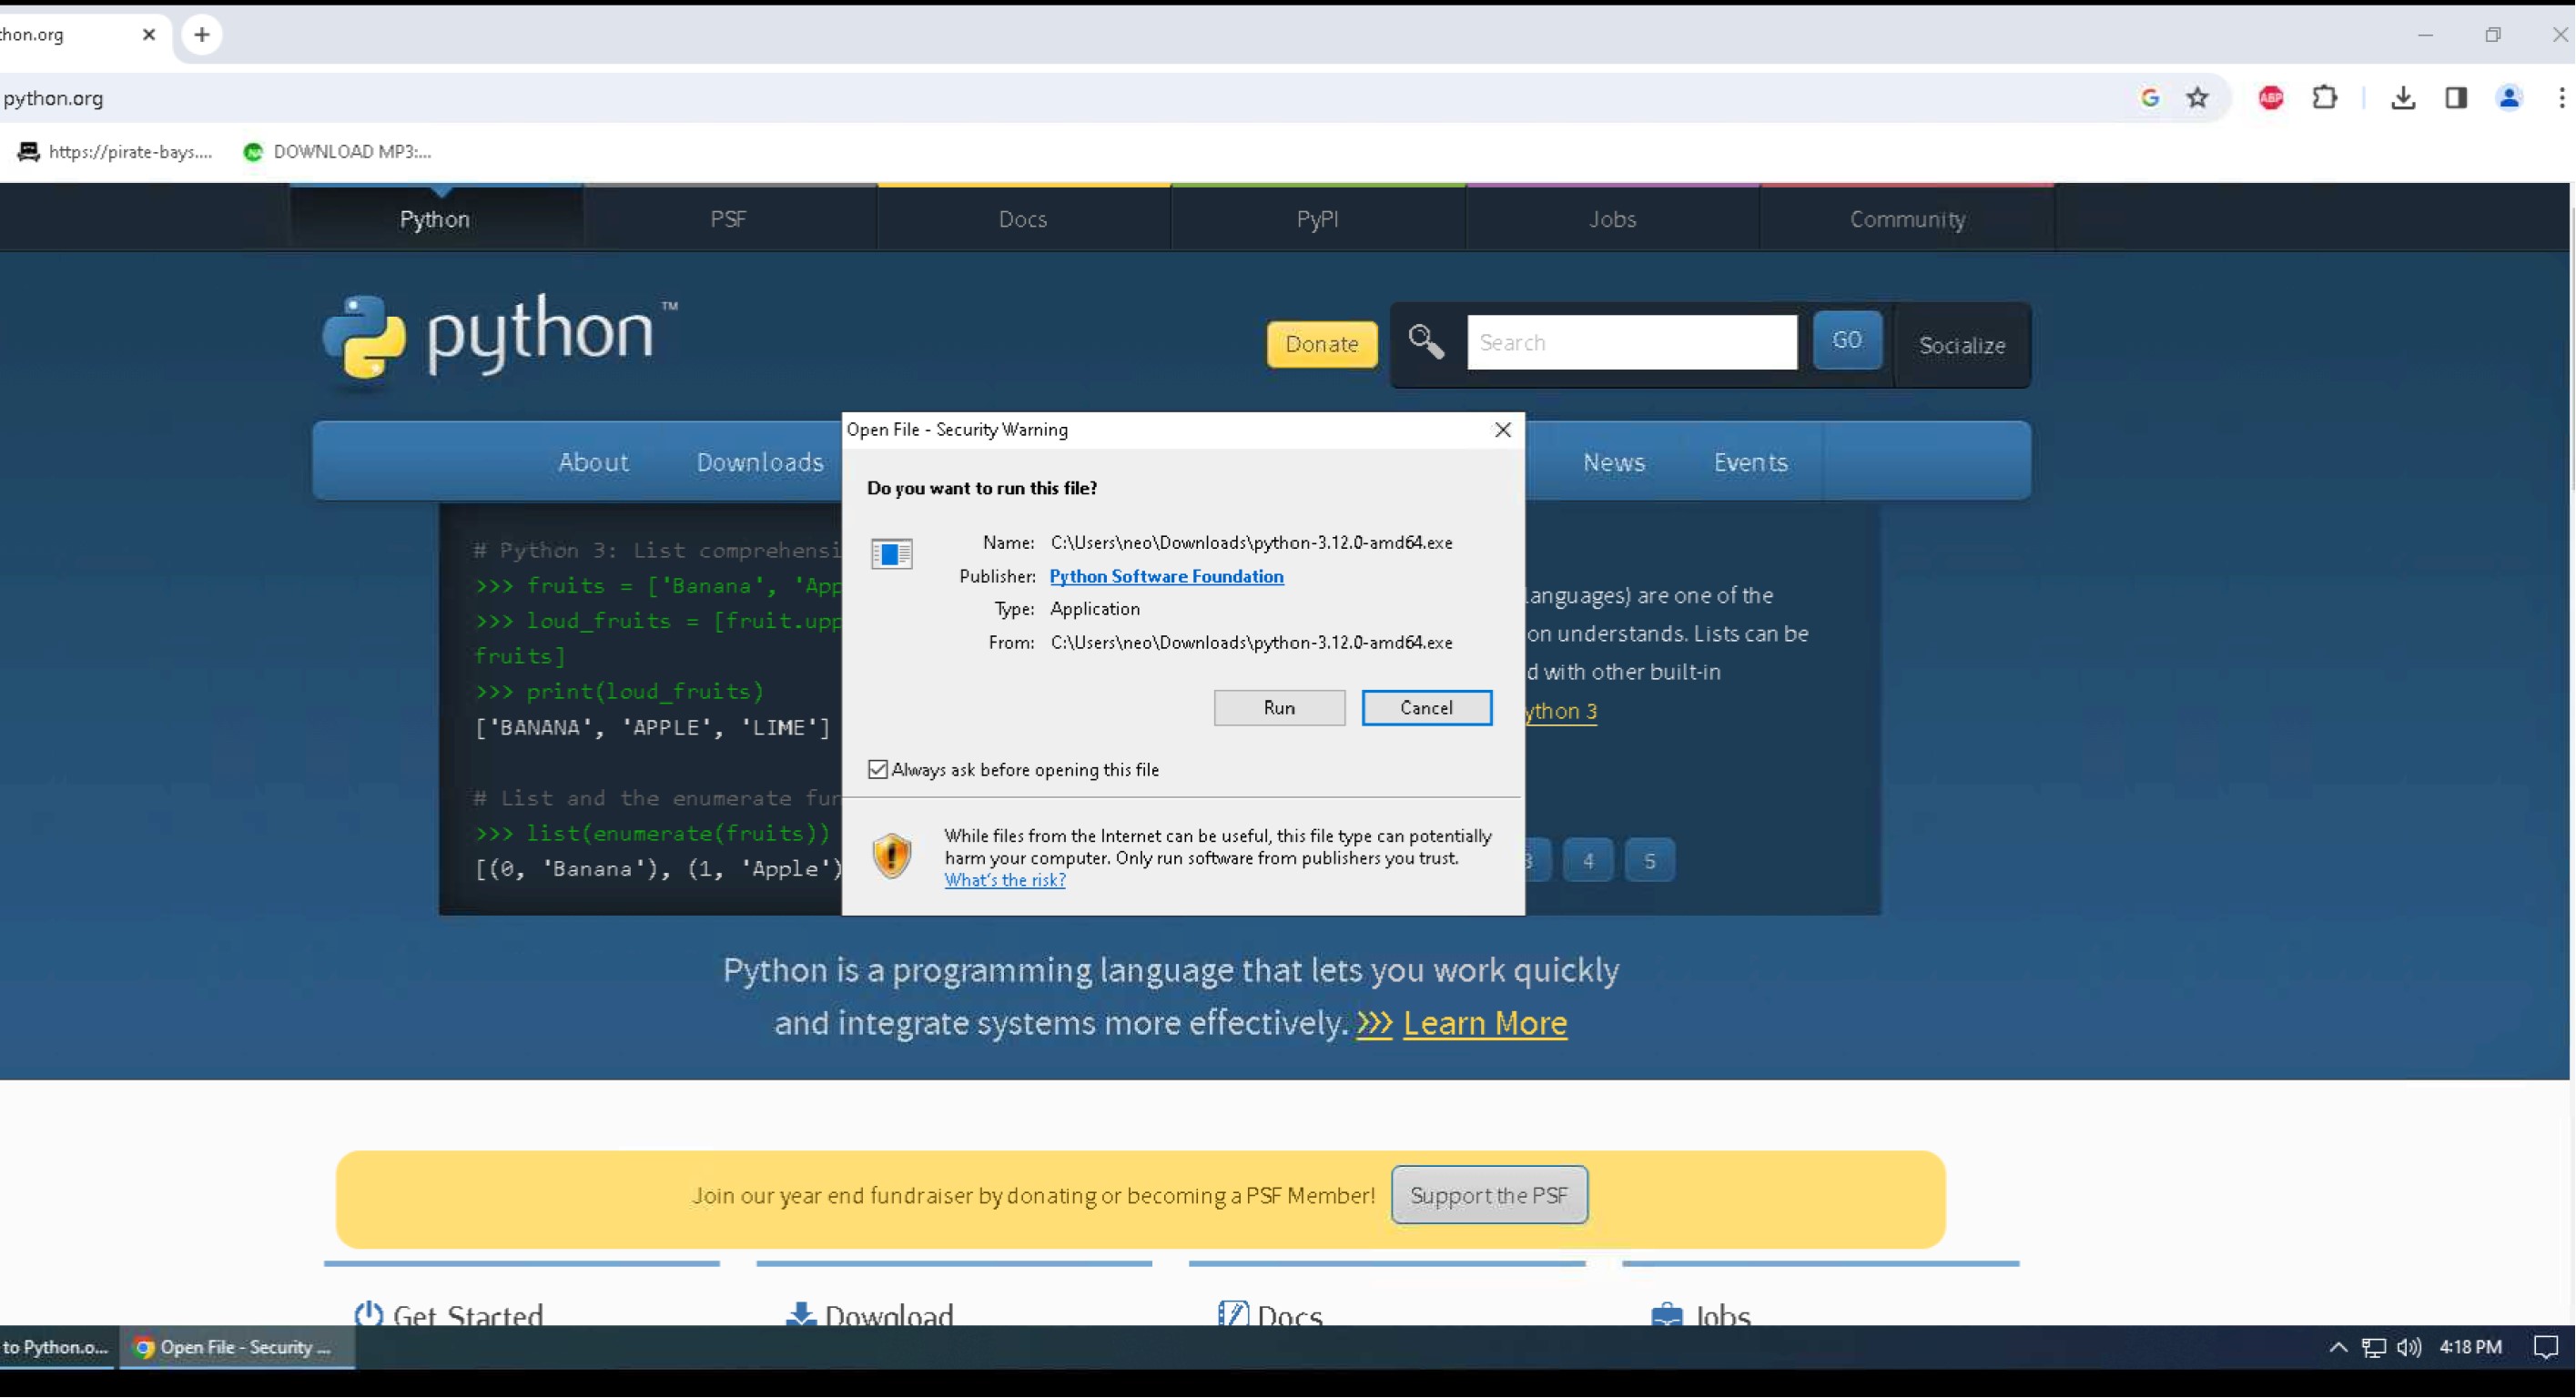 thon.org
python.org
https://pirate-bays....
DOWNLOAD MP3:...
ABP
Python
PSF
Docs
PyPI
Jobs
Community
python™
Donate
Search
GO
Socialize
About
Downloads
News
Events
# Python 3: List comprehensi
>>> fruits = ['Banana', 'App
>>> loud_fruits = [fruit.upp
fruits]
>>> print(loud_fruits)
['BANANA', 'APPLE', 'LIME']
# List and the enumerate fun
>>> list(enumerate(fruits))
[(0, 'Banana'), (1, 'Apple')
Open File - Security Warning
Do you want to run this file?
Name: C:\Users\neo\Downloads\python-3.12.0-amd64.exe
Publisher: Python Software Foundation
Type: Application
From: C:\Users\neo\Downloads\python-3.12.0-amd64.exe
Run
Cancel
Always ask before opening this file
While files from the Internet can be useful, this file type can potentially
harm your computer. Only run software from publishers you trust.
What's the risk?
languages) are one of the
on understands. Lists can be
d with other built-in
ython 3
3
4
5
Python is a programming language that lets you work quickly
and integrate systems more effectively. >>> Learn More
Join our year end fundraiser by donating or becoming a PSF Member!
Support the PSF
Get Started
Download
Docs
Jobs
to Python.o...
Open File - Security ...
4:18 PM